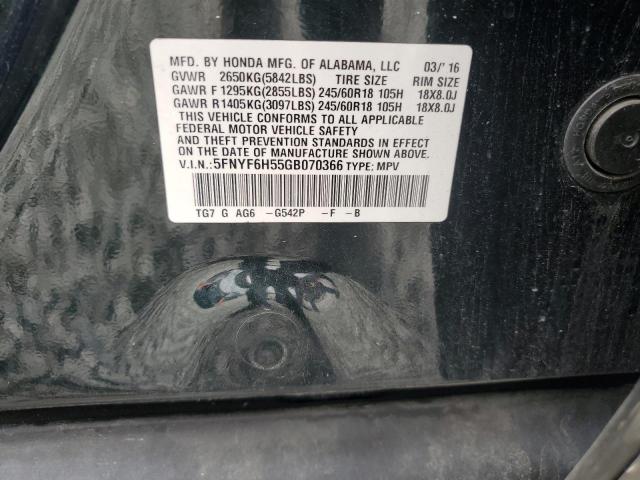 MFD. BY HONDA MFG. OF ALABAMA, LLC 03/'16
GVWR 2650KG(5842LBS) TIRE SIZE RIM SIZE
GAWR F 1295KG(2855LBS) 245/60R18 105H 18X8.0J
GAWR R 1405KG(3097LBS) 245/60R18 105H 18X8.0J
THIS VEHICLE CONFORMS TO ALL APPLICABLE
FEDERAL MOTOR VEHICLE SAFETY
AND THEFT PREVENTION STANDARDS IN EFFECT
ON THE DATE OF MANUFACTURE SHOWN ABOVE.
V.I.N.: 5FNYF6H55GB070366 TYPE: MPV
TG7 G AG6 -G542P -F -B